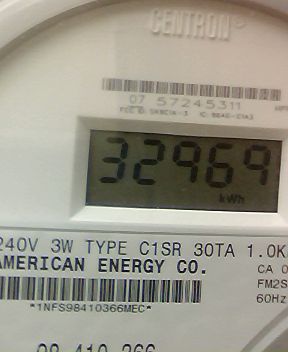 CENTRON®
07 57245311
32969
kWh
240V 3W TYPE C1SR 30TA 1.0K
AMERICAN ENERGY CO.
CA 0
FM2S
60Hz
*1NFS98410366MEC*